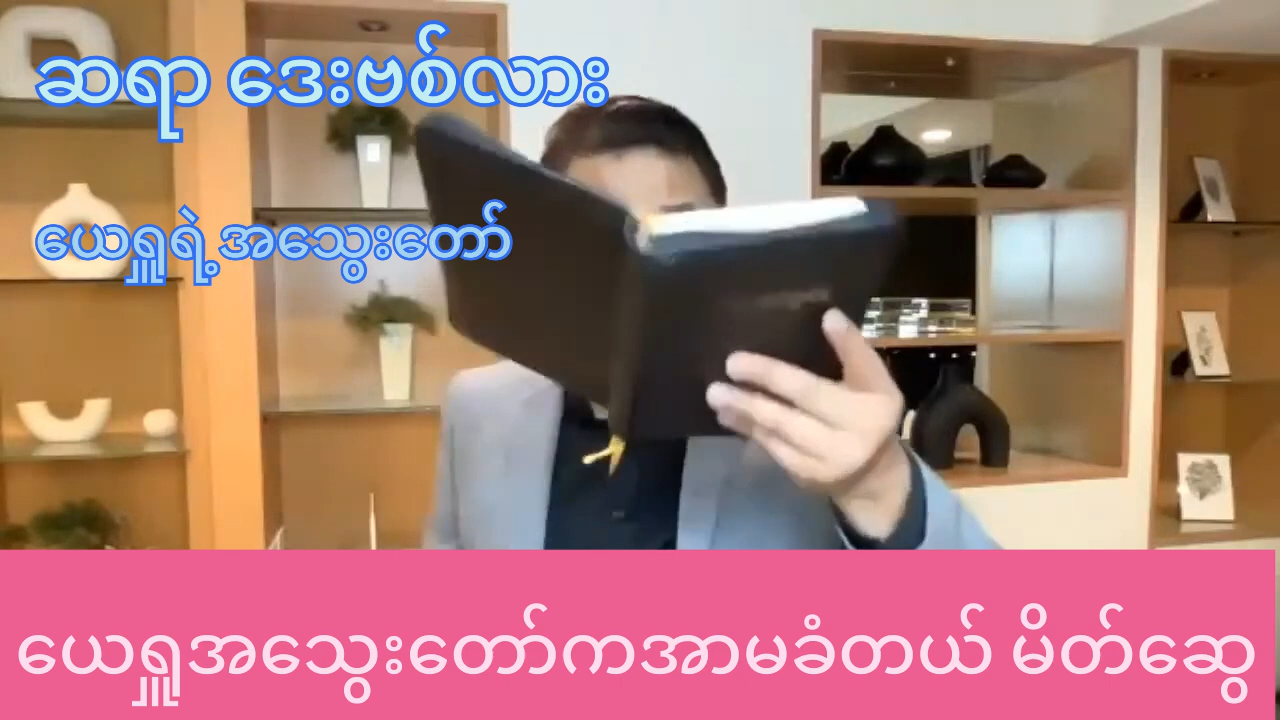 ဆရာ ဒေးဗစ်လား
ယေရှူရဲ့အသွေးတော်
ယေရှူအသွေးတော်ကအာမခံတယ် မိတ်ဆွေ